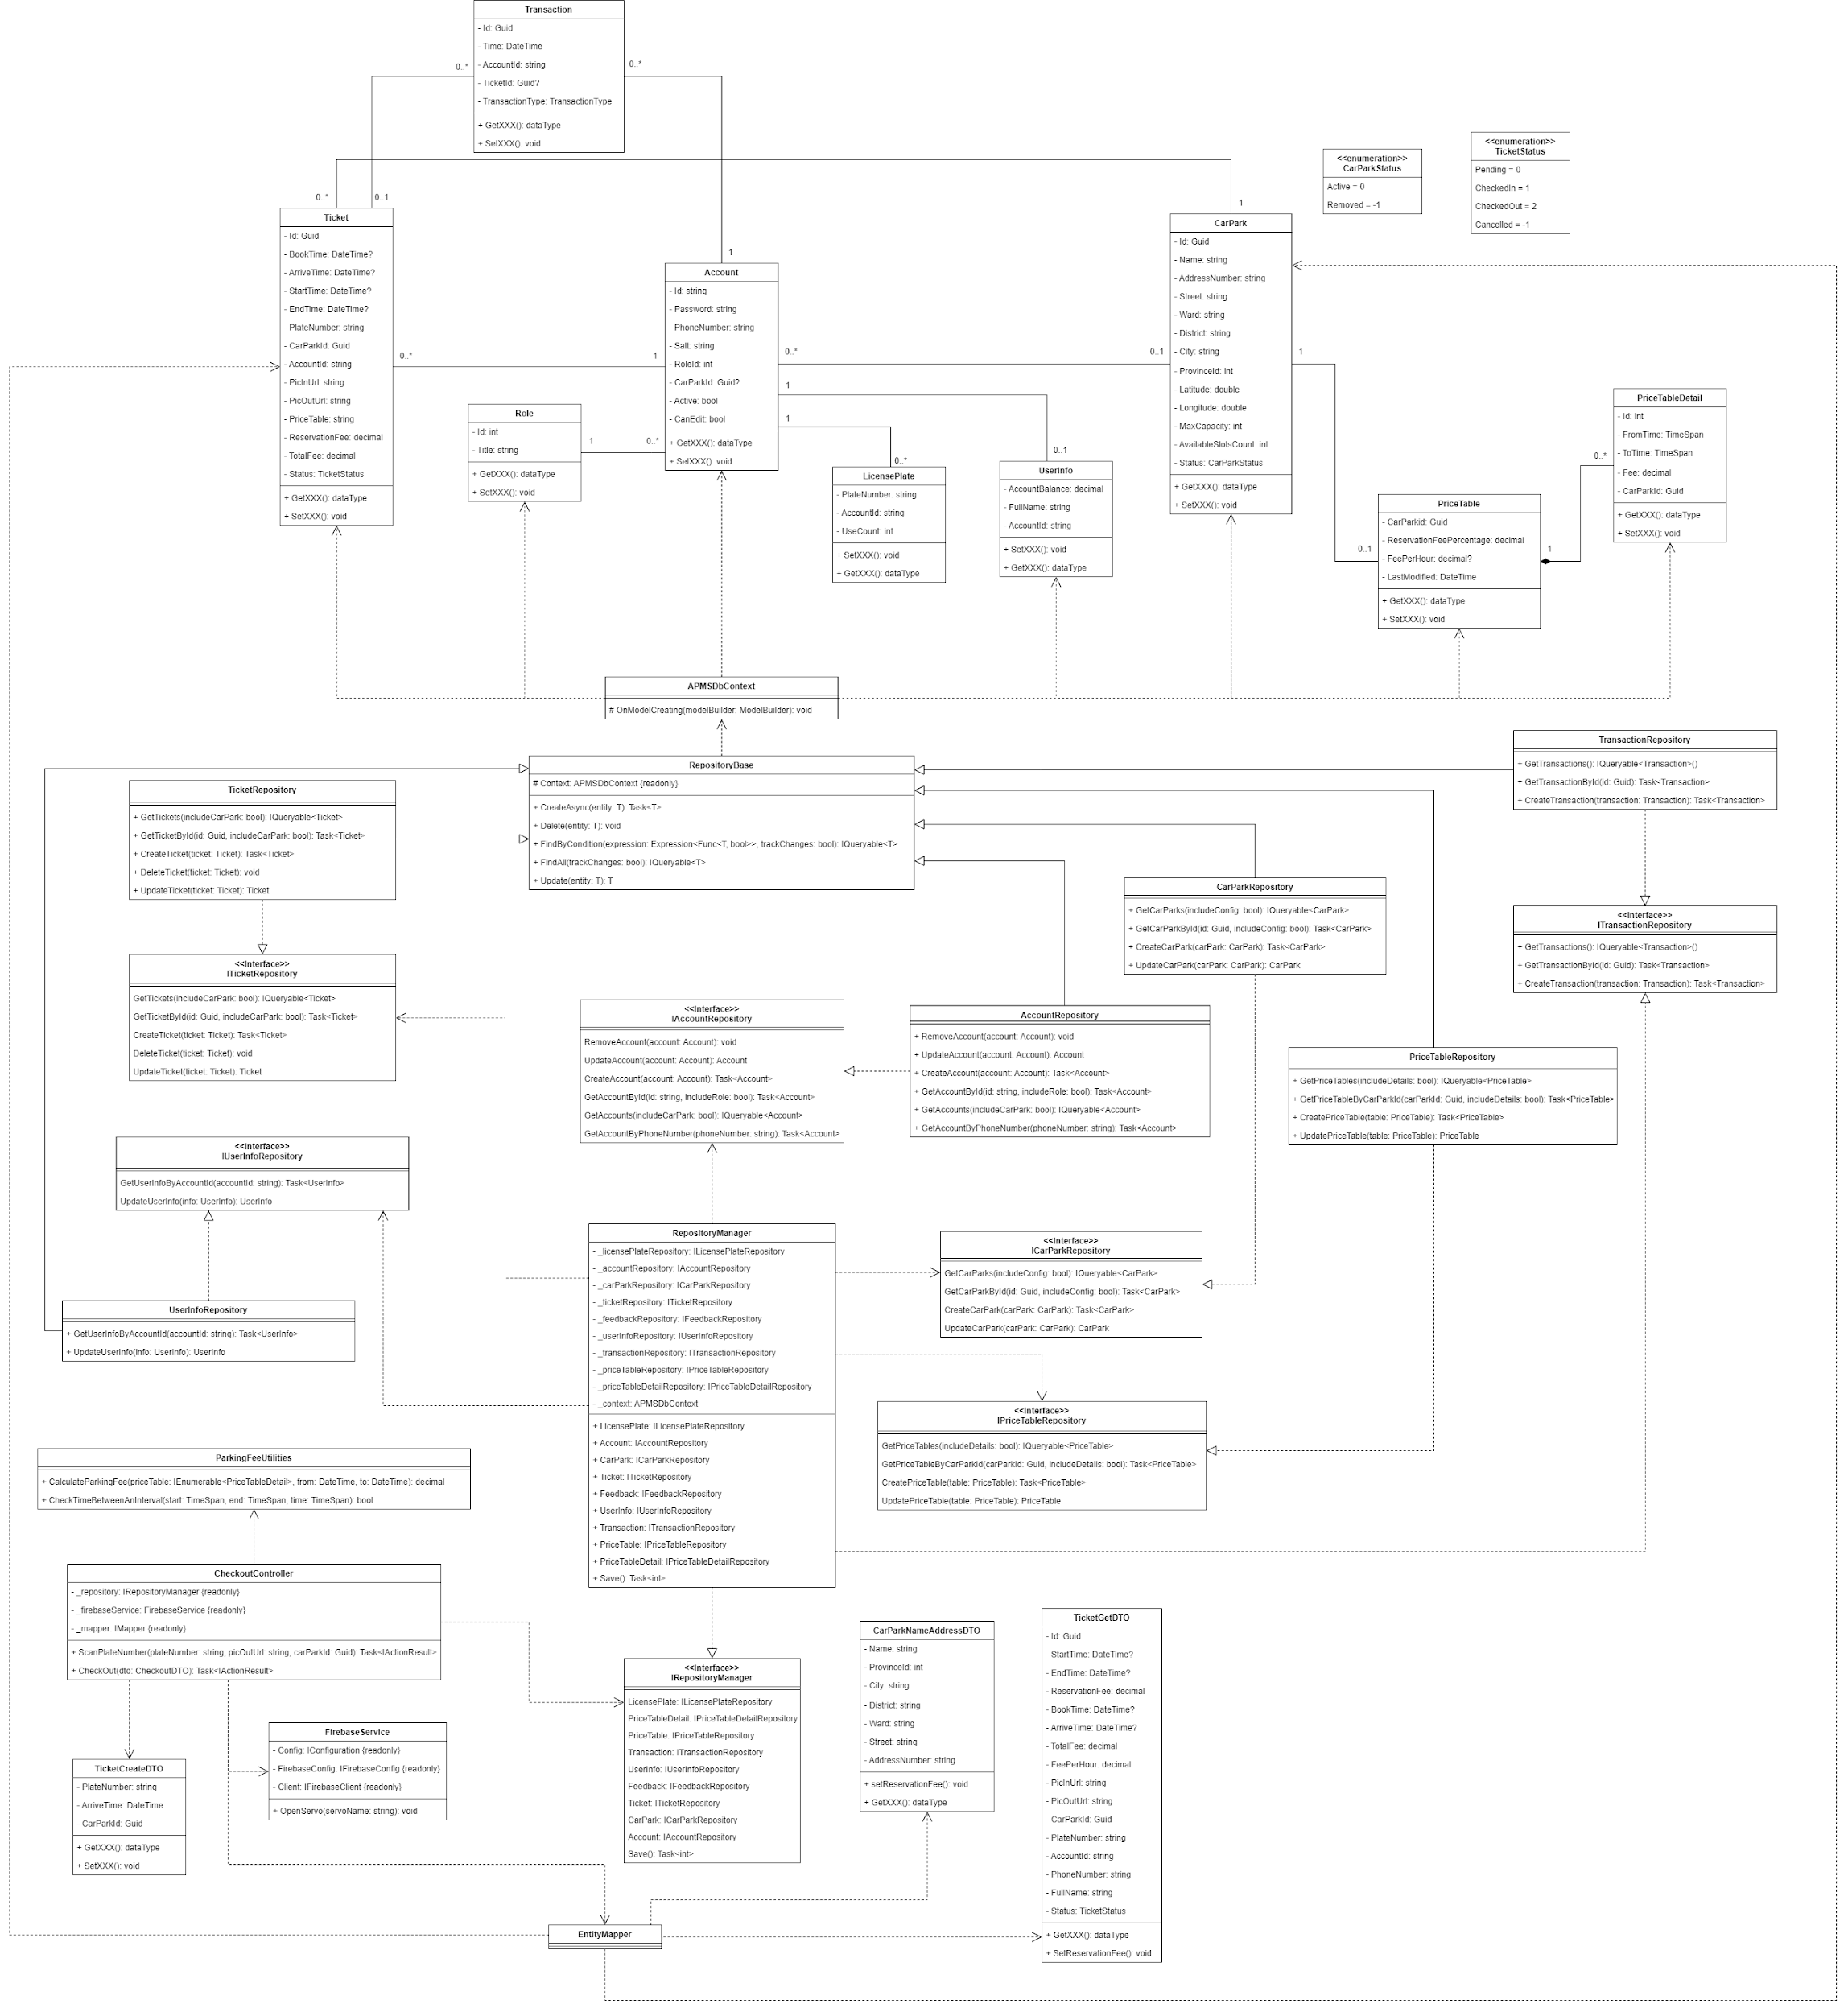 Transaction
- Id: Guid
- Time: DateTime
- AccountId: string
- TicketId: Guid?
- TransactionType: TransactionType
+ GetXXX(): dataType
+ SetXXX(): void
0..*
0..*
0..*
0..1
1
1
<<enumeration>>
CarParkStatus
Active = 0
Removed = -1
<<enumeration>>
TicketStatus
Pending = 0
CheckedIn = 1
CheckedOut = 2
Cancelled = -1
Ticket
- Id: Guid
- BookTime: DateTime?
- ArriveTime: DateTime?
- StartTime: DateTime?
- EndTime: DateTime?
- PlateNumber: string
- CarParkId: Guid
- AccountId: string
- PicInUrl: string
- PicOutUrl: string
- PriceTable: string
- ReservationFee: decimal
- TotalFee: decimal
- Status: TicketStatus
+ GetXXX(): dataType
+ SetXXX(): void
0..*
1
Account
- Id: string
- Password: string
- PhoneNumber: string
- Salt: string
- RoleId: int
- CarParkId: Guid?
- Active: bool
- CanEdit: bool
+ GetXXX(): dataType
+ SetXXX(): void
0..*
0..1
1
1
0..*
0..1
Role
- Id: int
- Title: string
+ GetXXX(): dataType
+ SetXXX(): void
1
0..*
LicensePlate
- PlateNumber: string
- AccountId: string
- UseCount: int
+ SetXXX(): void
+ GetXXX(): dataType
UserInfo
- AccountBalance: decimal
- FullName: string
- AccountId: string
+ SetXXX(): void
+ GetXXX(): dataType
CarPark
- Id: Guid
- Name: string
- AddressNumber: string
- Street: string
- Ward: string
- District: string
- City: string
- ProvinceId: int
- Latitude: double
- Longitude: double
- MaxCapacity: int
- AvailableSlotsCount: int
- Status: CarParkStatus
+ GetXXX(): dataType
+ SetXXX(): void
1
0..1
PriceTable
- CarParkid: Guid
- ReservationFeePercentage: decimal
- FeePerHour: decimal?
- LastModified: DateTime
+ GetXXX(): dataType
+ SetXXX(): void
1
0..*
PriceTableDetail
- Id: int
- FromTime: TimeSpan
- ToTime: TimeSpan
- Fee: decimal
- CarParkId: Guid
+ GetXXX(): dataType
+ SetXXX(): void
APMSDbContext
# OnModelCreating(modelBuilder: ModelBuilder): void
RepositoryBase
# Context: APMSDbContext {readonly}
+ CreateAsync(entity: T): Task<T>
+ Delete(entity: T): void
+ FindByCondition(expression: Expression<Func<T, bool>>, trackChanges: bool): IQueryable<T>
+ FindAll(trackChanges: bool): IQueryable<T>
+ Update(entity: T): T
TicketRepository
+ GetTickets(includeCarPark: bool): IQueryable<Ticket>
+ GetTicketById(id: Guid, includeCarPark: bool): Task<Ticket>
+ CreateTicket(ticket: Ticket): Task<Ticket>
+ DeleteTicket(ticket: Ticket): void
+ UpdateTicket(ticket: Ticket): Ticket
TransactionRepository
+ GetTransactions(): IQueryable<Transaction>()
+ GetTransactionById(id: Guid): Task<Transaction>
+ CreateTransaction(transaction: Transaction): Task<Transaction>
CarParkRepository
+ GetCarParks(includeConfig: bool): IQueryable<CarPark>
+ GetCarParkById(id: Guid, includeConfig: bool): Task<CarPark>
+ CreateCarPark(carPark: CarPark): Task<CarPark>
+ UpdateCarPark(carPark: CarPark): CarPark
<<Interface>>
ITransactionRepository
+ GetTransactions(): IQueryable<Transaction>()
+ GetTransactionById(id: Guid): Task<Transaction>
+ CreateTransaction(transaction: Transaction): Task<Transaction>
<<Interface>>
ITicketRepository
GetTickets(includeCarPark: bool): IQueryable<Ticket>
GetTicketById(id: Guid, includeCarPark: bool): Task<Ticket>
CreateTicket(ticket: Ticket): Task<Ticket>
DeleteTicket(ticket: Ticket): void
UpdateTicket(ticket: Ticket): Ticket
<<Interface>>
IAccountRepository
RemoveAccount(account: Account): void
UpdateAccount(account: Account): Account
CreateAccount(account: Account): Task<Account>
GetAccountById(id: string, includeRole: bool): Task<Account>
GetAccounts(includeCarPark: bool): IQueryable<Account>
GetAccountByPhoneNumber(phoneNumber: string): Task<Account>
AccountRepository
+ RemoveAccount(account: Account): void
+ UpdateAccount(account: Account): Account
+ CreateAccount(account: Account): Task<Account>
+ GetAccountById(id: string, includeRole: bool): Task<Account>
+ GetAccounts(includeCarPark: bool): IQueryable<Account>
+ GetAccountByPhoneNumber(phoneNumber: string): Task<Account>
PriceTableRepository
+ GetPriceTables(includeDetails: bool): IQueryable<PriceTable>
+ GetPriceTableByCarParkId(carParkId: Guid, includeDetails: bool): Task<PriceTable>
+ CreatePriceTable(table: PriceTable): Task<PriceTable>
+ UpdatePriceTable(table: PriceTable): PriceTable
<<Interface>>
IUserInfoRepository
GetUserInfoByAccountId(accountId: string): Task<UserInfo>
UpdateUserInfo(info: UserInfo): UserInfo
UserInfoRepository
+ GetUserInfoByAccountId(accountId: string): Task<UserInfo>
+ UpdateUserInfo(info: UserInfo): UserInfo
RepositoryManager
- _licensePlateRepository: ILicensePlateRepository
- _accountRepository: IAccountRepository
- _carParkRepository: ICarParkRepository
- _ticketRepository: ITicketRepository
- _feedbackRepository: IFeedbackRepository
- _userInfoRepository: IUserInfoRepository
- _transactionRepository: ITransactionRepository
- _priceTableRepository: IPriceTableRepository
- _priceTableDetailRepository: IPriceTableDetailRepository
- _context: APMSDbContext
+ LicensePlate: ILicensePlateRepository
+ Account: IAccountRepository
+ CarPark: ICarParkRepository
+ Ticket: ITicketRepository
+ Feedback: IFeedbackRepository
+ UserInfo: IUserInfoRepository
+ Transaction: ITransactionRepository
+ PriceTable: IPriceTableRepository
+ PriceTableDetail: IPriceTableDetailRepository
+ Save(): Task<int>
<<Interface>>
ICarParkRepository
GetCarParks(includeConfig: bool): IQueryable<CarPark>
GetCarParkById(id: Guid, includeConfig: bool): Task<CarPark>
CreateCarPark(carPark: CarPark): Task<CarPark>
UpdateCarPark(carPark: CarPark): CarPark
<<Interface>>
IPriceTableRepository
GetPriceTables(includeDetails: bool): IQueryable<PriceTable>
GetPriceTableByCarParkId(carParkId: Guid, includeDetails: bool): Task<PriceTable>
CreatePriceTable(table: PriceTable): Task<PriceTable>
UpdatePriceTable(table: PriceTable): PriceTable
ParkingFeeUtilities
+ CalculateParkingFee(priceTable: IEnumerable<PriceTableDetail>, from: DateTime, to: DateTime): decimal
+ CheckTimeBetweenAnInterval(start: TimeSpan, end: TimeSpan, time: TimeSpan): bool
CheckoutController
- _repository: IRepositoryManager {readonly}
- _firebaseService: FirebaseService {readonly}
- _mapper: IMapper {readonly}
+ ScanPlateNumber(plateNumber: string, picOutUrl: string, carParkId: Guid): Task<IActionResult>
+ CheckOut(dto: CheckoutDTO): Task<IActionResult>
<<Interface>>
IRepositoryManager
LicensePlate: ILicensePlateRepository
PriceTableDetail: IPriceTableDetailRepository
PriceTable: IPriceTableRepository
Transaction: ITransactionRepository
UserInfo: IUserInfoRepository
Feedback: IFeedbackRepository
Ticket: ITicketRepository
CarPark: ICarParkRepository
Account: IAccountRepository
Save(): Task<int>
CarParkNameAddressDTO
- Name: string
- ProvinceId: int
- City: string
- District: string
- Ward: string
- Street: string
- AddressNumber: string
+ setReservationFee(): void
+ GetXXX(): dataType
TicketGetDTO
- Id: Guid
- StartTime: DateTime?
- EndTime: DateTime?
- ReservationFee: decimal
- BookTime: DateTime?
- ArriveTime: DateTime?
- TotalFee: decimal
- FeePerHour: decimal
- PicInUrl: string
- PicOutUrl: string
- CarParkId: Guid
- PlateNumber: string
- AccountId: string
- PhoneNumber: string
- FullName: string
- Status: TicketStatus
+ GetXXX(): dataType
+ SetReservationFee(): void
TicketCreateDTO
- PlateNumber: string
- ArriveTime: DateTime
- CarParkId: Guid
+ GetXXX(): dataType
+ SetXXX(): void
FirebaseService
- Config: IConfiguration {readonly}
- FirebaseConfig: IFirebaseConfig {readonly}
- Client: IFirebaseClient {readonly}
+ OpenServo(servoName: string): void
EntityMapper